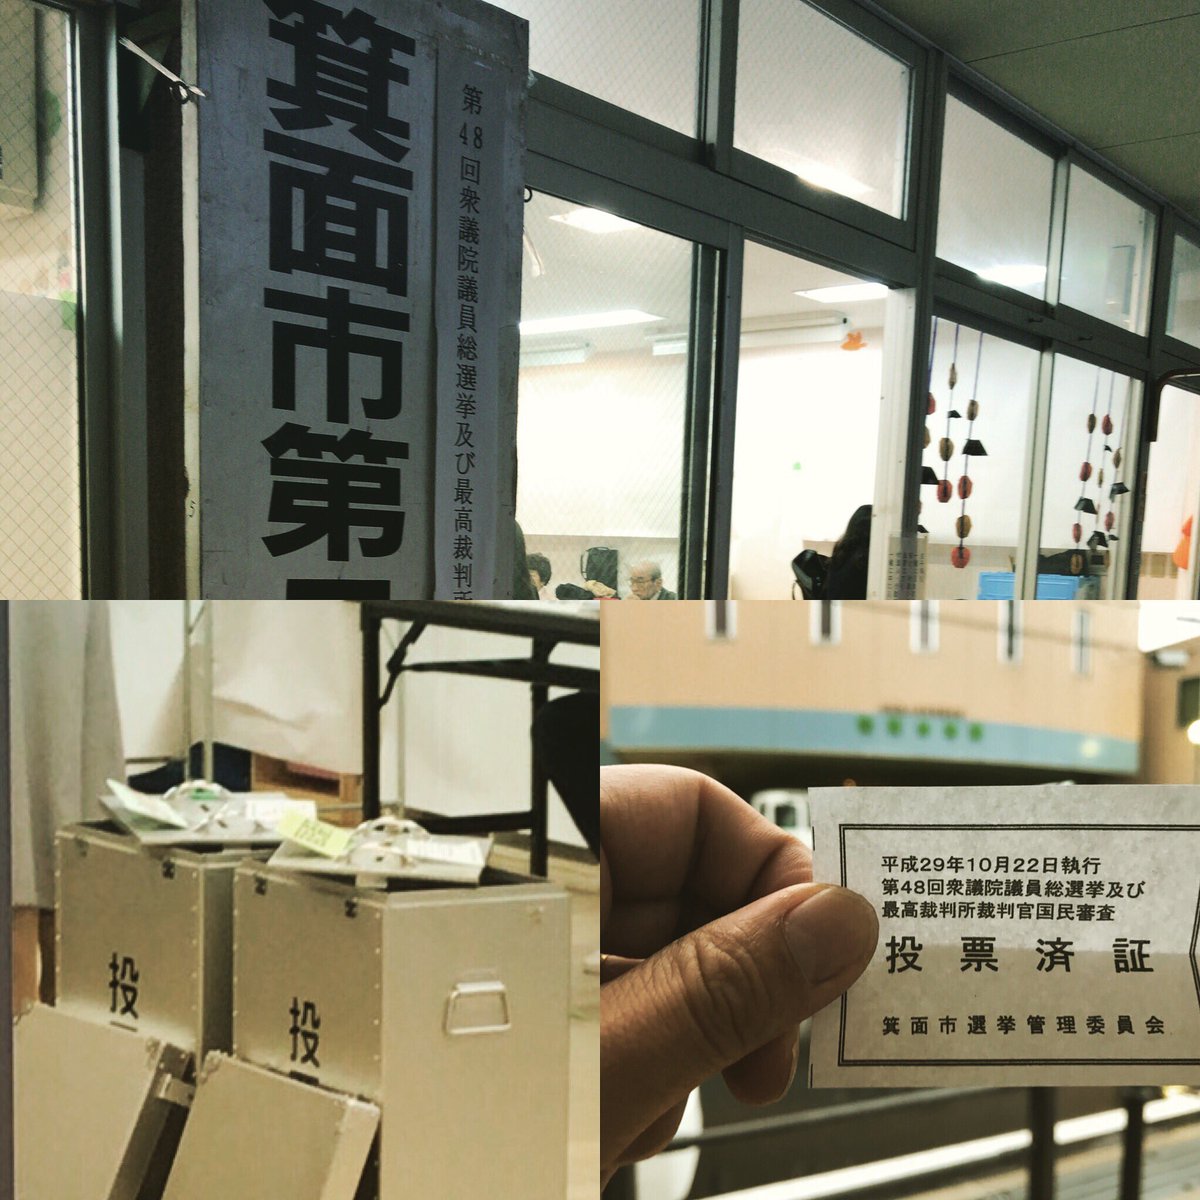 箕面市第
第48回衆議院議員総選挙及び最高裁判所
投
投
平成29年10月22日執行
第48回衆議院議員総選挙及び
最高裁判所裁判官国民審査
投票済証
箕面市選挙管理委員会